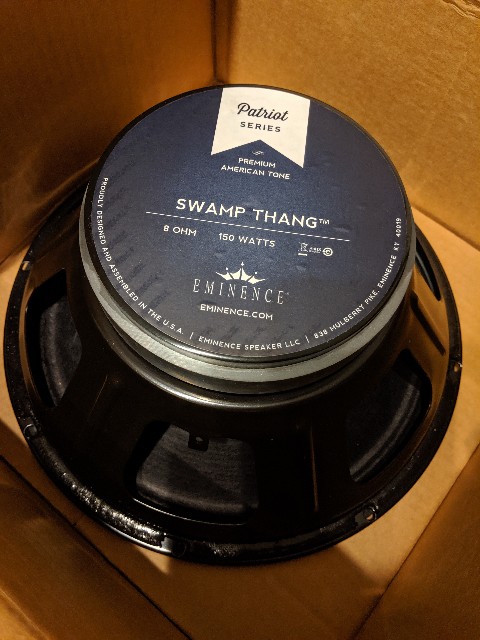 Patriot
SERIES
PREMIUM
AMERICAN TONE
SWAMP THANG™
8 OHM 150 WATTS
EMINENCE
EMINENCE.COM
PROUDLY DESIGNED AND ASSEMBLED IN THE U.S.A. | EMINENCE SPEAKER LLC | 838 MULBERRY PIKE, EMINENCE KY 40019